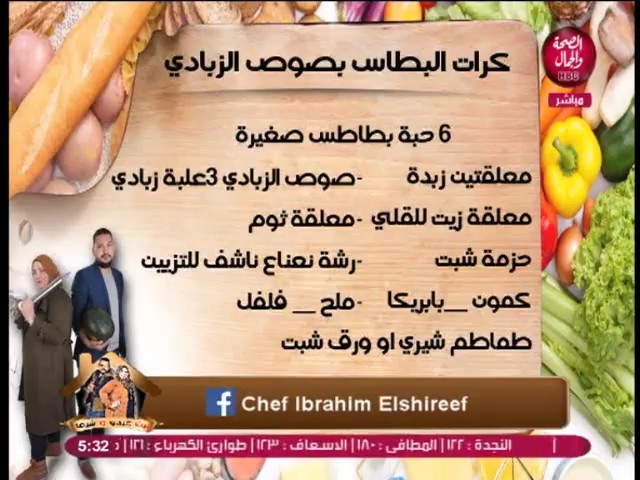 كرات البطاس بصوص الزبادي
الصحة
والجمال
HBC
مباشر
6 حبة بطاطس صغيرة
معلقتين زبدة -صوص الزبادي 3علبة زبادي
معلقة زيت للقلي -معلقة ثوم
حزمة شبت -رشة نعناع ناشف للتزيين
كمون __بابريكا -ملح __ فلفل
طماطم شيري او ورق شبت
Chef Ibrahim Elshireef
5:32 النجدة : ١٢٢ | المطافى : ١٨٠ | الاسعاف : ١٢٣ | طوارئ الكهرباء : ١٢١ |